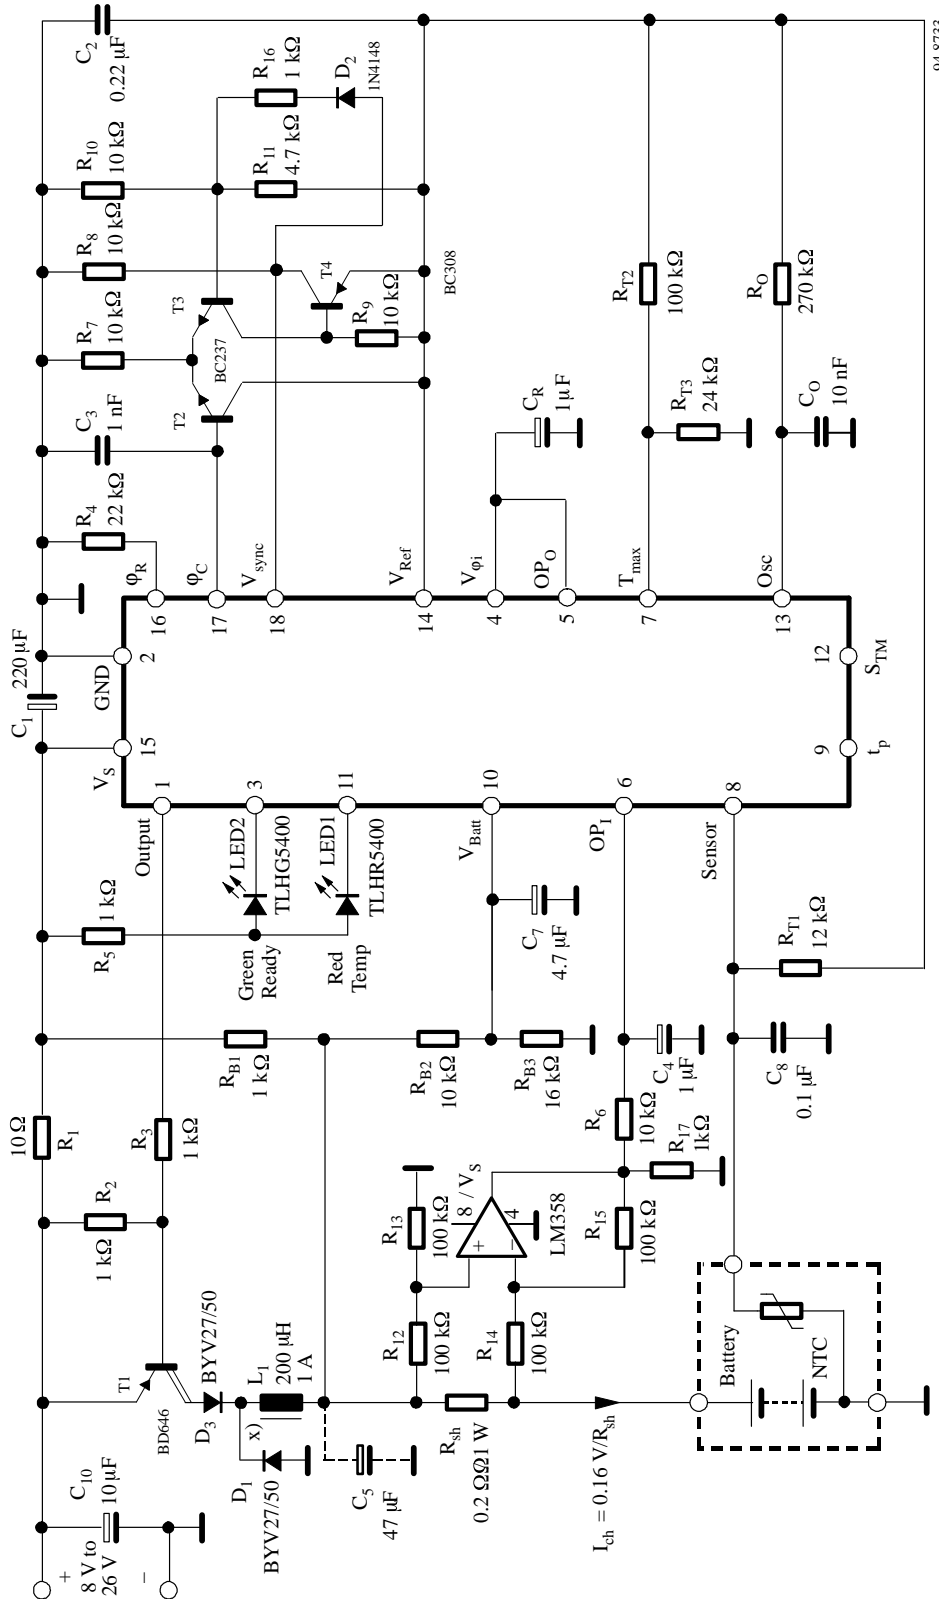 C10
10 µF
+
8 V to
26 V
–
T1
BD646
D3
BYV27/50
D1
BYV27/50
x)
L1
200 µH
1 A
C5
47 µF
R2
1 kΩ
R1
10 Ω
R3
1 kΩ
RB1
1 kΩ
RB2
10 kΩ
RB3
16 kΩ
Rsh
0.2 ΩΩ1 W
Ich = 0.16 V/Rsh
R12
100 kΩ
R13
100 kΩ
R14
100 kΩ
R15
100 kΩ
8 / VS
+
–
4
LM358
R6
10 kΩ
R17
1kΩ
C4
1 µF
Battery
NTC
C8
0.1 µF
RT1
12 kΩ
C7
4.7 µF
R5
1 kΩ
Green
Ready
Red
Temp
LED2
TLHG5400
LED1
TLHR5400
C1
220 µF
VS
15
GND
2
Output
1
3
11
VBatt
10
OPI
6
Sensor
8
9
tp
12
STM
16
φR
17
φC
18
Vsync
14
VRef
4
Vφi
5
OPO
7
Tmax
13
Osc
R4
22 kΩ
C3
1 nF
R7
10 kΩ
R8
10 kΩ
R10
10 kΩ
C2
0.22 µF
T2
BC237
T3
T4
BC308
R9
10 kΩ
R11
4.7 kΩ
R16
1 kΩ
D2
1N4148
CR
1µF
RT2
100 kΩ
RT3
24 kΩ
RO
270 kΩ
CO
10 nF
94 8733